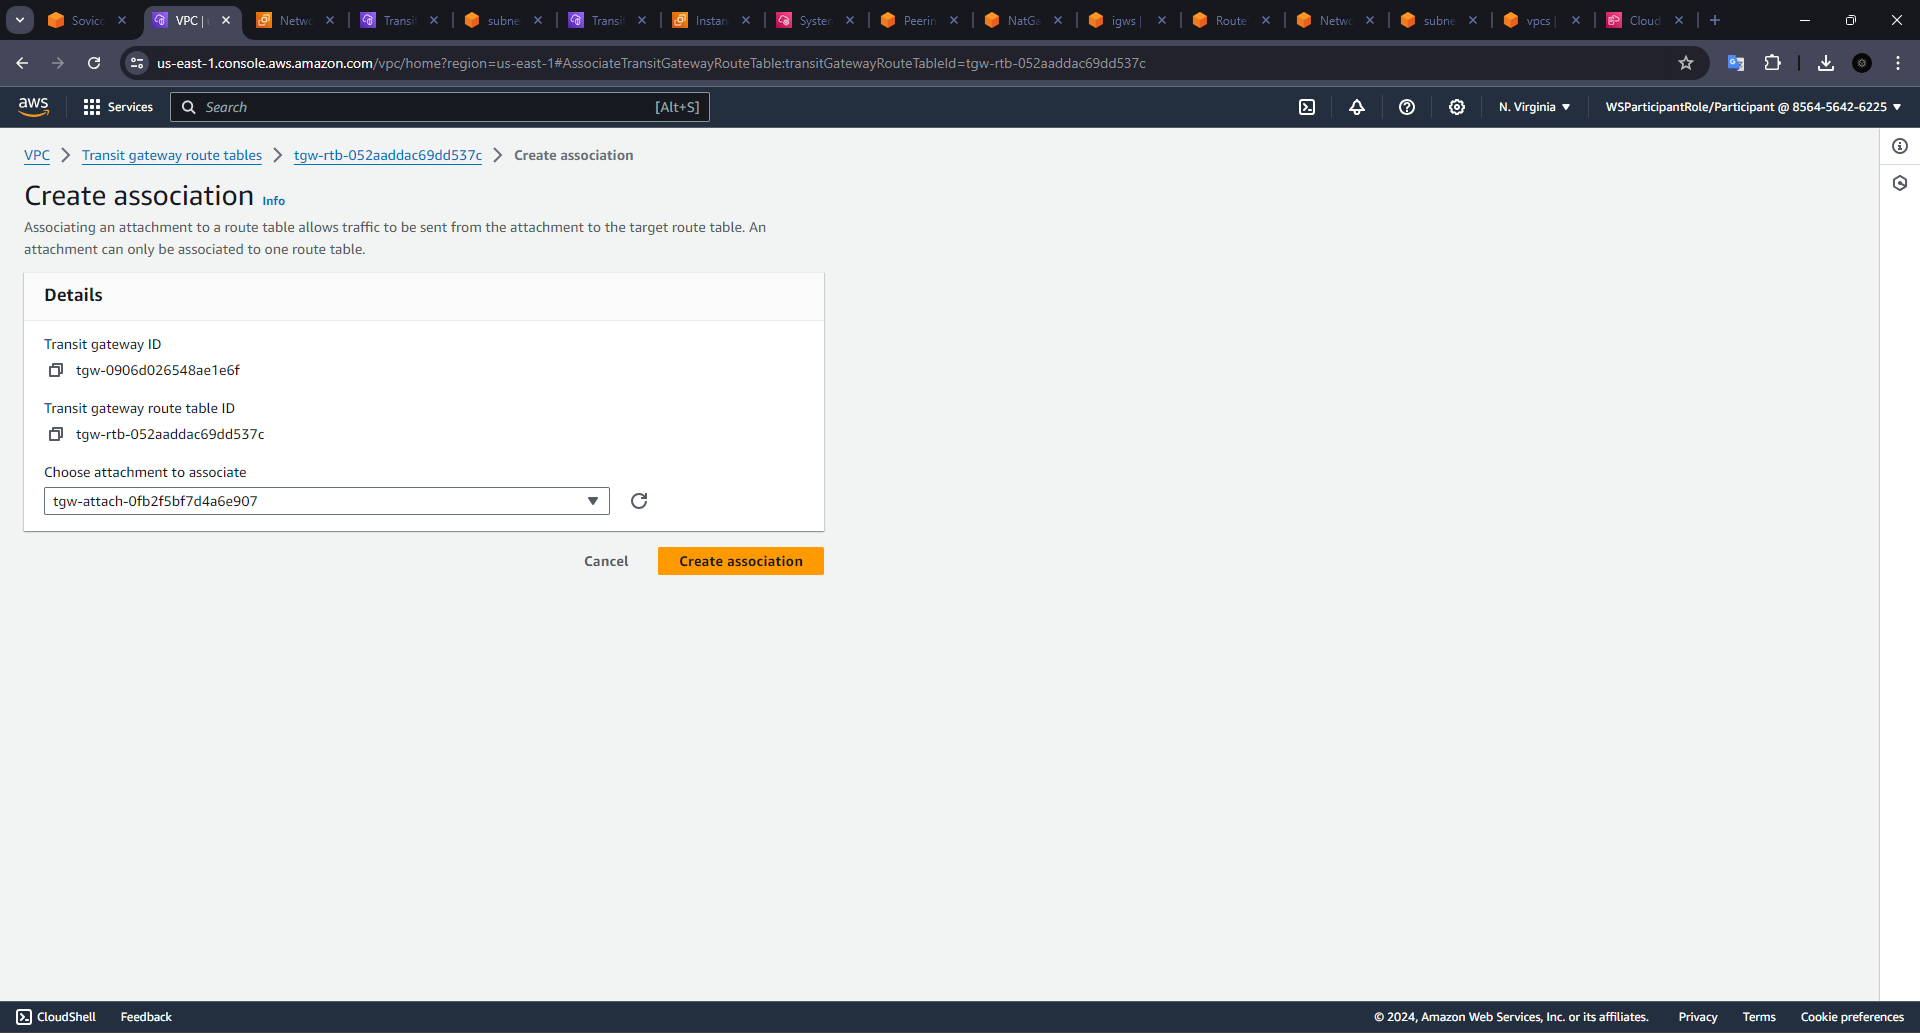 Sovico
VPC |
Netwo
Transit
subne
Transit
Instan
System
Peerin
NatGa
igws |
Route
Netwo
subne
vpcs |
Cloud
us-east-1.console.aws.amazon.com/vpc/home?region=us-east-1#AssociateTransitGatewayRouteTable:transitGatewayRouteTableId=tgw-rtb-052aaddac69dd537c
aws
Services
Search
[Alt+S]
N. Virginia
WSParticipantRole/Participant @ 8564-5642-6225
VPC
Transit gateway route tables
tgw-rtb-052aaddac69dd537c
Create association
Create association Info
Associating an attachment to a route table allows traffic to be sent from the attachment to the target route table. An
attachment can only be associated to one route table.
Details
Transit gateway ID
tgw-0906d026548ae1e6f
Transit gateway route table ID
tgw-rtb-052aaddac69dd537c
Choose attachment to associate
tgw-attach-0fb2f5bf7d4a6e907
Cancel
Create association
CloudShell
Feedback
© 2024, Amazon Web Services, Inc. or its affiliates.
Privacy
Terms
Cookie preferences